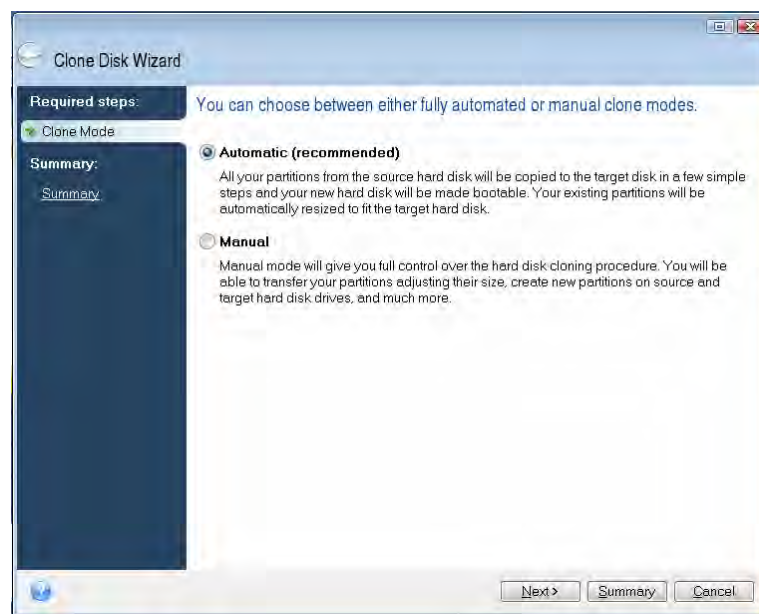 Clone Disk Wizard
Required steps:
Clone Mode
Summary:
Summary
You can choose between either fully automated or manual clone modes.
Automatic (recommended)
All your partitions from the source hard disk will be copied to the target disk in a few simple
steps and your new hard disk will be made bootable. Your existing partitions will be
automatically resized to fit the target hard disk.
Manual
Manual mode will give you full control over the hard disk cloning procedure. You will be
able to transfer your partitions adjusting their size, create new partitions on source and
target hard disk drives, and much more.
Next >
Summary
Cancel